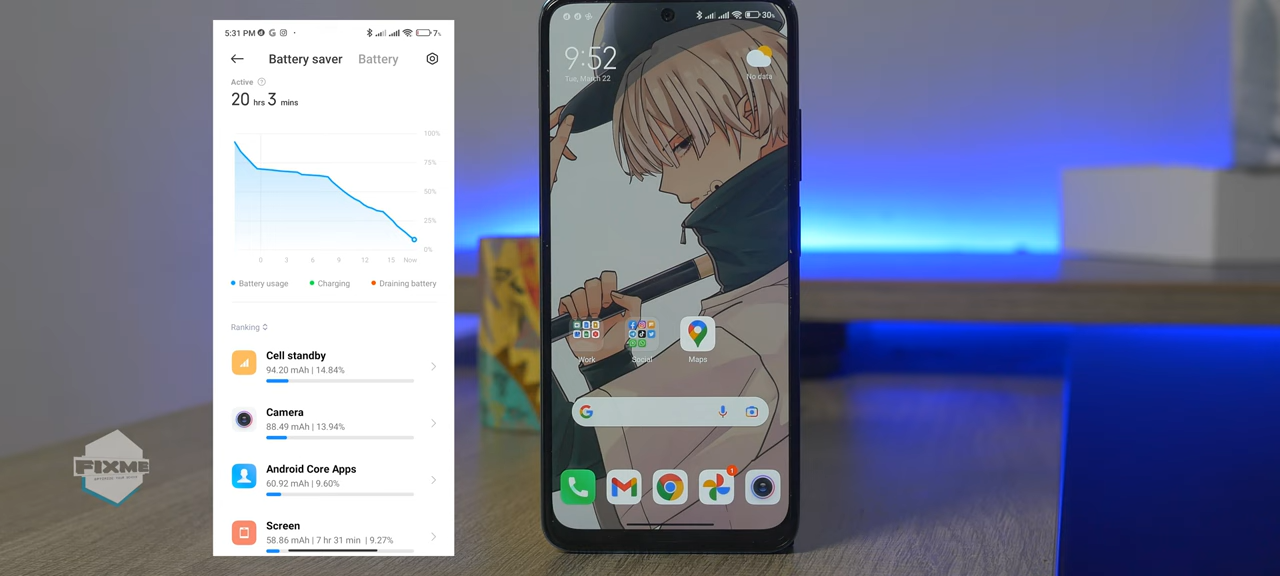 5:31 PM
7%
Battery saver
Battery
Active
20 hrs 3 mins
100%
75%
50%
25%
0%
0 3 6 9 12 15 Now
Battery usage
Charging
Draining battery
Ranking
Cell standby
94.20 mAh | 14.84%
Camera
88.49 mAh | 13.94%
Android Core Apps
60.92 mAh | 9.60%
Screen
58.86 mAh | 7 hr 31 min | 9.27%
FIXME
30%
9:52
Tue, March 22
No data
Work
Social
Maps
1